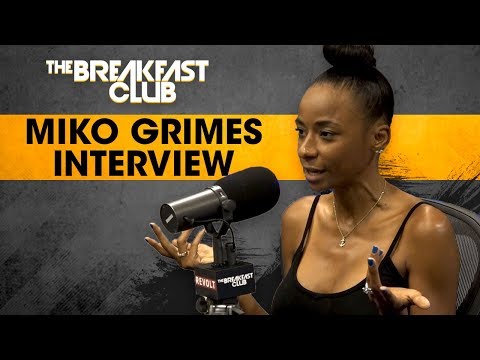 THE BREAKFAST
CLUB
MIKO GRIMES
INTERVIEW
REVOLT
THE BREAKFAST
CLUB